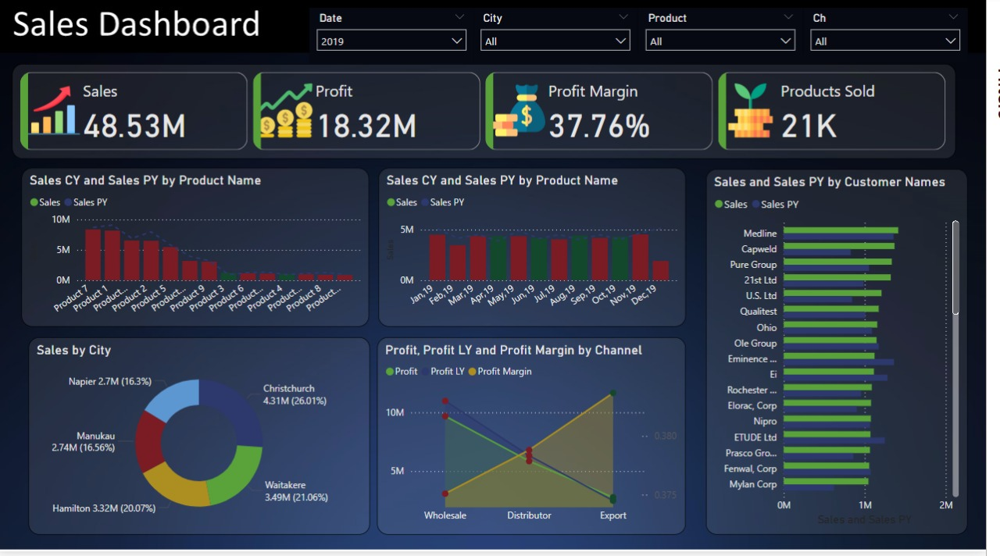 Sales Dashboard
Date
2019
City
All
Product
All
Ch
All
Sales
48.53M
Profit
18.32M
Profit Margin
37.76%
Products Sold
21K
Sales CY and Sales PY by Product Name
Sales Sales PY
10M
5M
0M
Product 7
Product 1
Product...
Product 2
Product 5
Product...
Product 9
Product 3
Product 6
Product...
Product 4
Product...
Product 8
Product...
Sales CY and Sales PY by Product Name
Sales Sales PY
Sales
5M
0M
Jan,19
Feb,19
Mar,19
Apr,19
May,19
Jun,19
Jul,19
Aug,19
Sep,19
Oct,19
Nov,19
Dec,19
Sales and Sales PY by Customer Names
Sales Sales PY
Medline
Capweld
Pure Group
21st Ltd
U.S. Ltd
Qualitest
Ohio
Ole Group
Eminence ...
Ei
Rochester ...
Elorac, Corp
Nipro
ETUDE Ltd
Prasco Gro...
Fenwal, Corp
Mylan Corp
0M
1M
2M
Sales and Sales PY
Sales by City
Napier 2.7M (16.3%)
Christchurch
4.31M (26.01%)
Manukau
2.74M (16.56%)
Waitakere
3.49M (21.06%)
Hamilton 3.32M (20.07%)
Profit, Profit LY and Profit Margin by Channel
Profit Profit LY Profit Margin
10M
5M
0.380
0.375
Wholesale
Distributor
Export